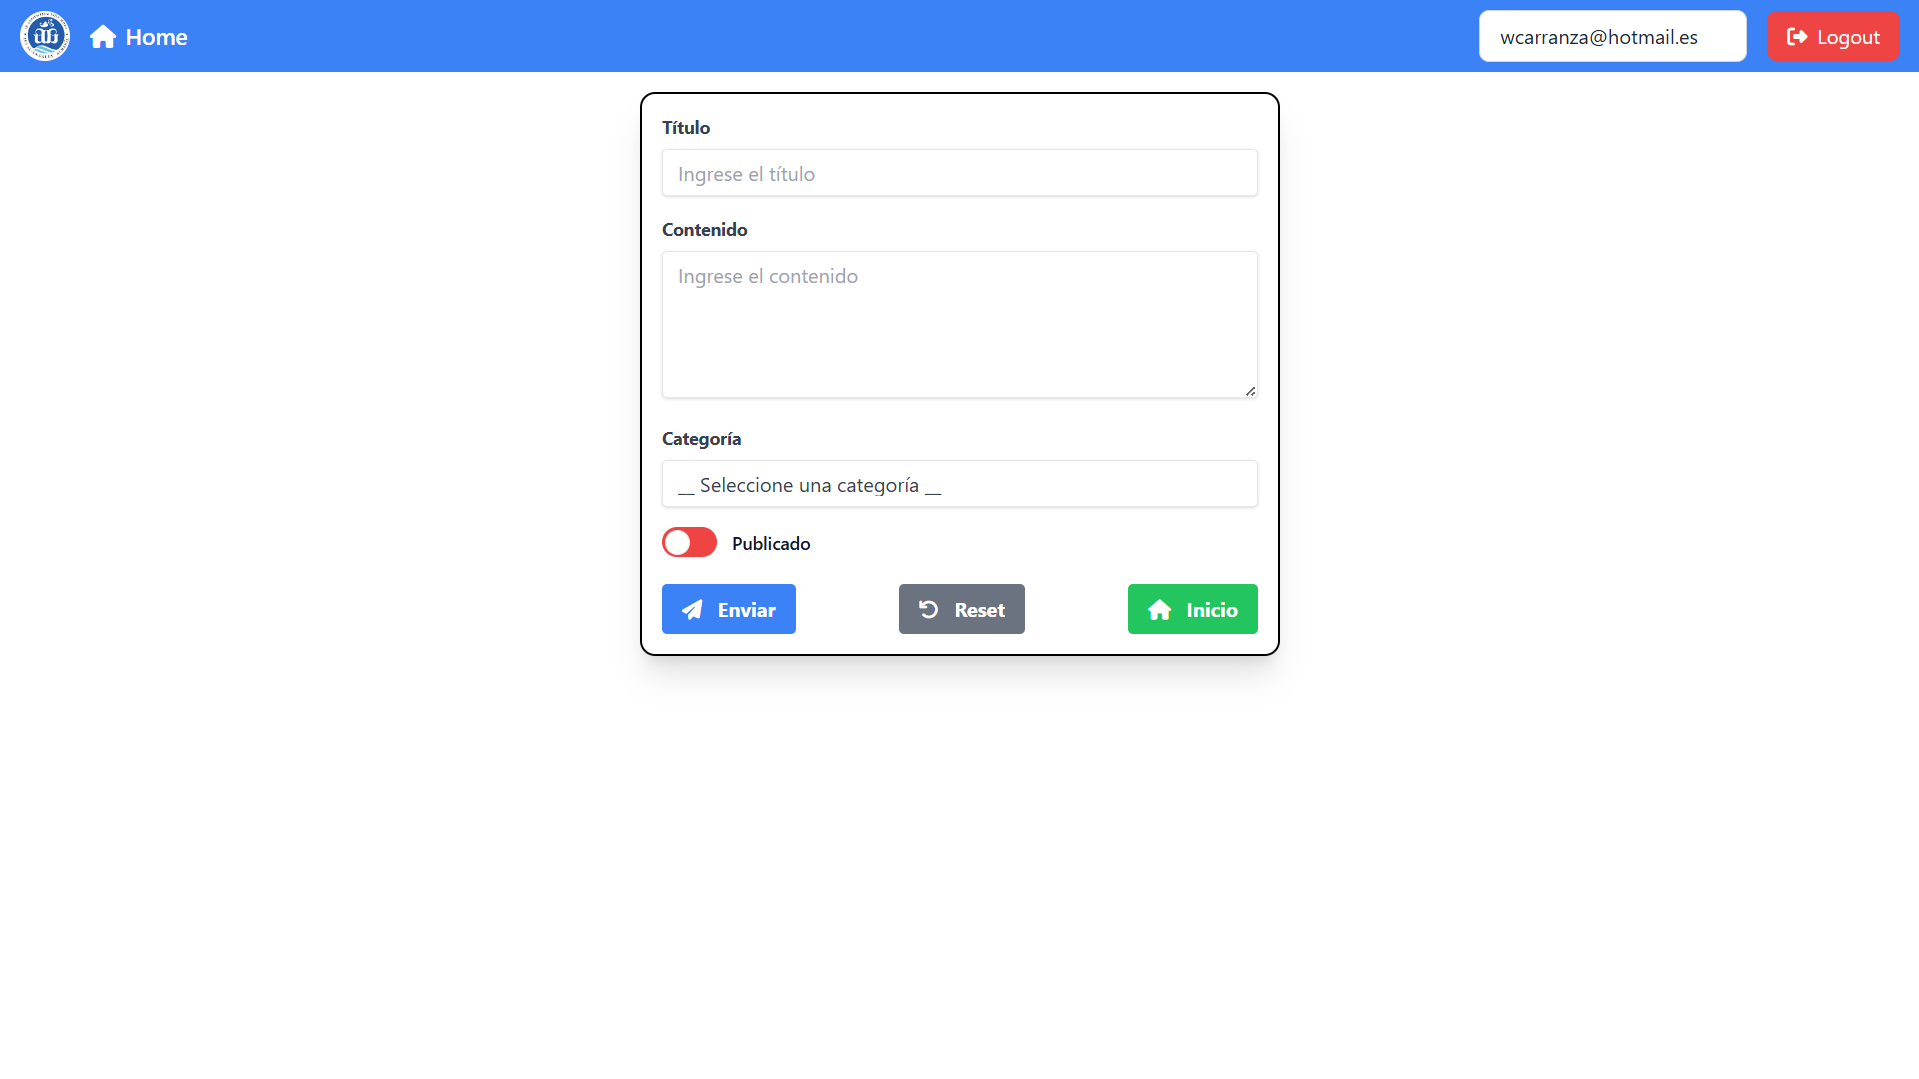 Home
wcarranza@hotmail.es
Logout
Título
Ingrese el título
Contenido
Ingrese el contenido
Categoría
__ Seleccione una categoría __
Publicado
Enviar
Reset
Inicio